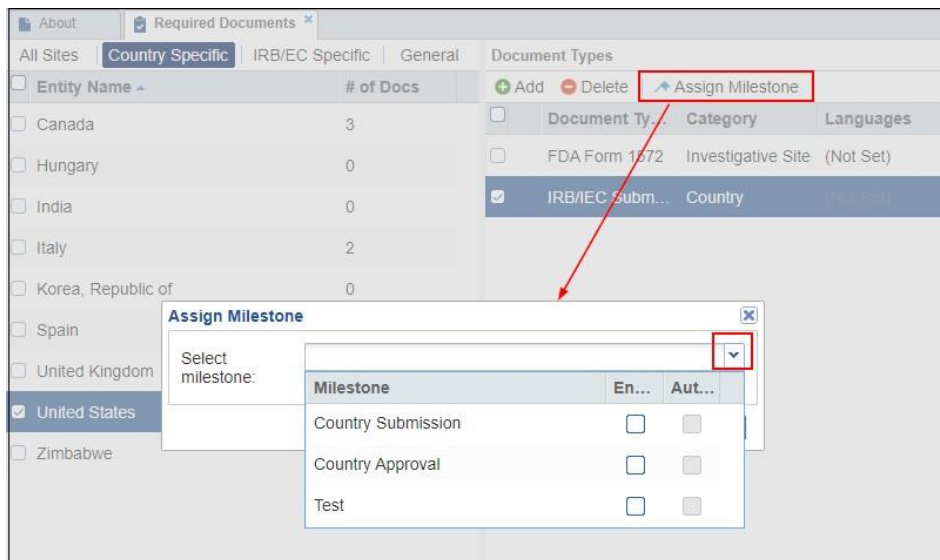 About
Required Documents
All Sites Country Specific IRB/EC Specific General
Document Types
Add Delete Assign Milestone
Entity Name # of Docs
Document Ty... Category Languages
Canada 3
FDA Form 1572 Investigative Site (Not Set)
Hungary 0
IRB/IEC Subm... Country (Not Set)
India 0
Italy 2
Korea, Republic of 0
Spain
United Kingdom
United States
Zimbabwe
Assign Milestone
Select
milestone:
Milestone En... Aut...
Country Submission
Country Approval
Test